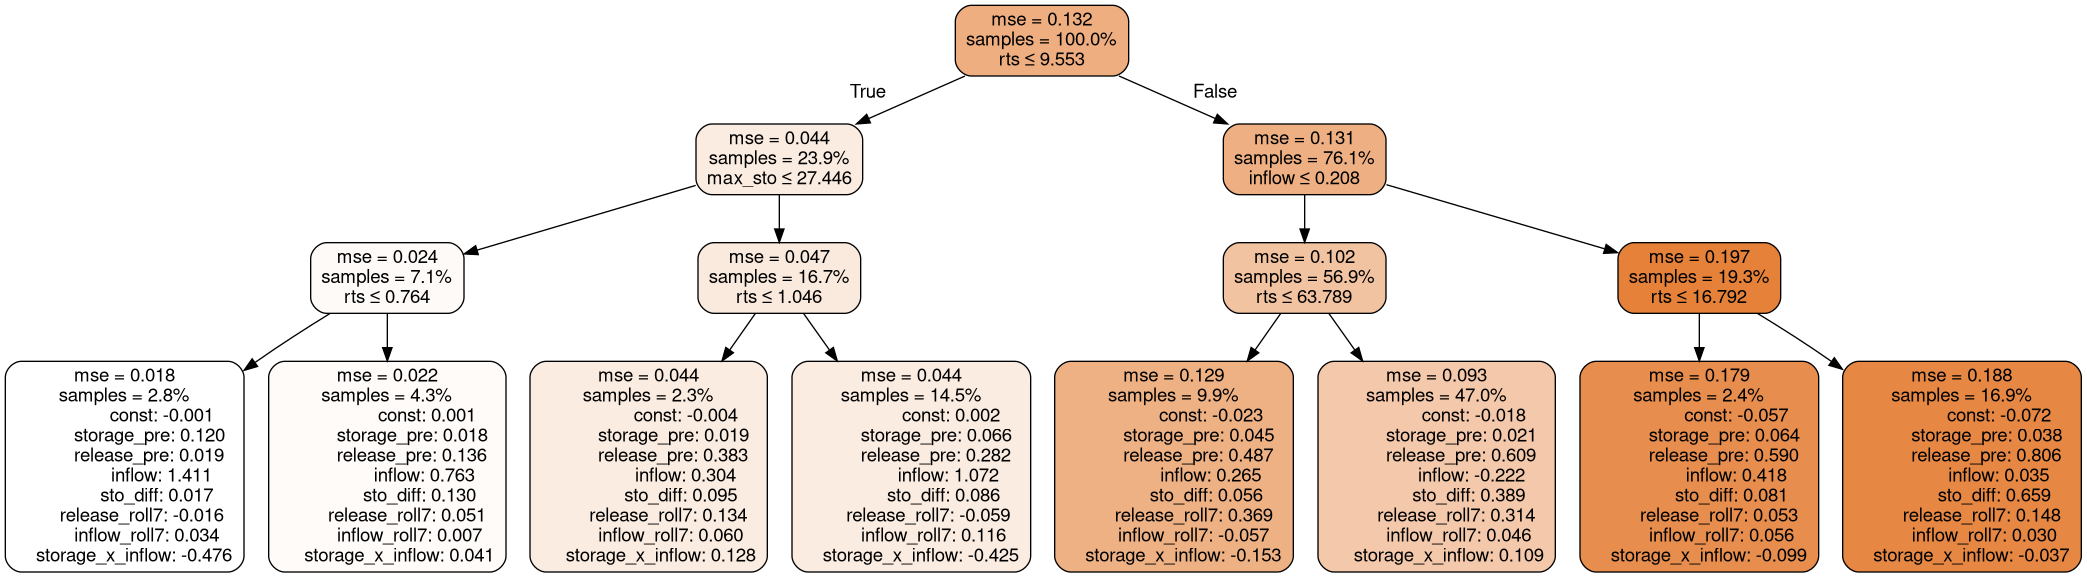 mse = 0.132
samples = 100.0%
rts ≤ 9.553
True
False
mse = 0.044
samples = 23.9%
max_sto ≤ 27.446
mse = 0.131
samples = 76.1%
inflow ≤ 0.208
mse = 0.024
samples = 7.1%
rts ≤ 0.764
mse = 0.047
samples = 16.7%
rts ≤ 1.046
mse = 0.102
samples = 56.9%
rts ≤ 63.789
mse = 0.197
samples = 19.3%
rts ≤ 16.792
mse = 0.018
samples = 2.8%
const: -0.001
storage_pre: 0.120
release_pre: 0.019
inflow: 1.411
sto_diff: 0.017
release_roll7: -0.016
inflow_roll7: 0.034
storage_x_inflow: -0.476
mse = 0.022
samples = 4.3%
const: 0.001
storage_pre: 0.018
release_pre: 0.136
inflow: 0.763
sto_diff: 0.130
release_roll7: 0.051
inflow_roll7: 0.007
storage_x_inflow: 0.041
mse = 0.044
samples = 2.3%
const: -0.004
storage_pre: 0.019
release_pre: 0.383
inflow: 0.304
sto_diff: 0.095
release_roll7: 0.134
inflow_roll7: 0.060
storage_x_inflow: 0.128
mse = 0.044
samples = 14.5%
const: 0.002
storage_pre: 0.066
release_pre: 0.282
inflow: 1.072
sto_diff: 0.086
release_roll7: -0.059
inflow_roll7: 0.116
storage_x_inflow: -0.425
mse = 0.129
samples = 9.9%
const: -0.023
storage_pre: 0.045
release_pre: 0.487
inflow: 0.265
sto_diff: 0.056
release_roll7: 0.369
inflow_roll7: -0.057
storage_x_inflow: -0.153
mse = 0.093
samples = 47.0%
const: -0.018
storage_pre: 0.021
release_pre: 0.609
inflow: -0.222
sto_diff: 0.389
release_roll7: 0.314
inflow_roll7: 0.046
storage_x_inflow: 0.109
mse = 0.179
samples = 2.4%
const: -0.057
storage_pre: 0.064
release_pre: 0.590
inflow: 0.418
sto_diff: 0.081
release_roll7: 0.053
inflow_roll7: 0.056
storage_x_inflow: -0.099
mse = 0.188
samples = 16.9%
const: -0.072
storage_pre: 0.038
release_pre: 0.806
inflow: 0.035
sto_diff: 0.659
release_roll7: 0.148
inflow_roll7: 0.030
storage_x_inflow: -0.037